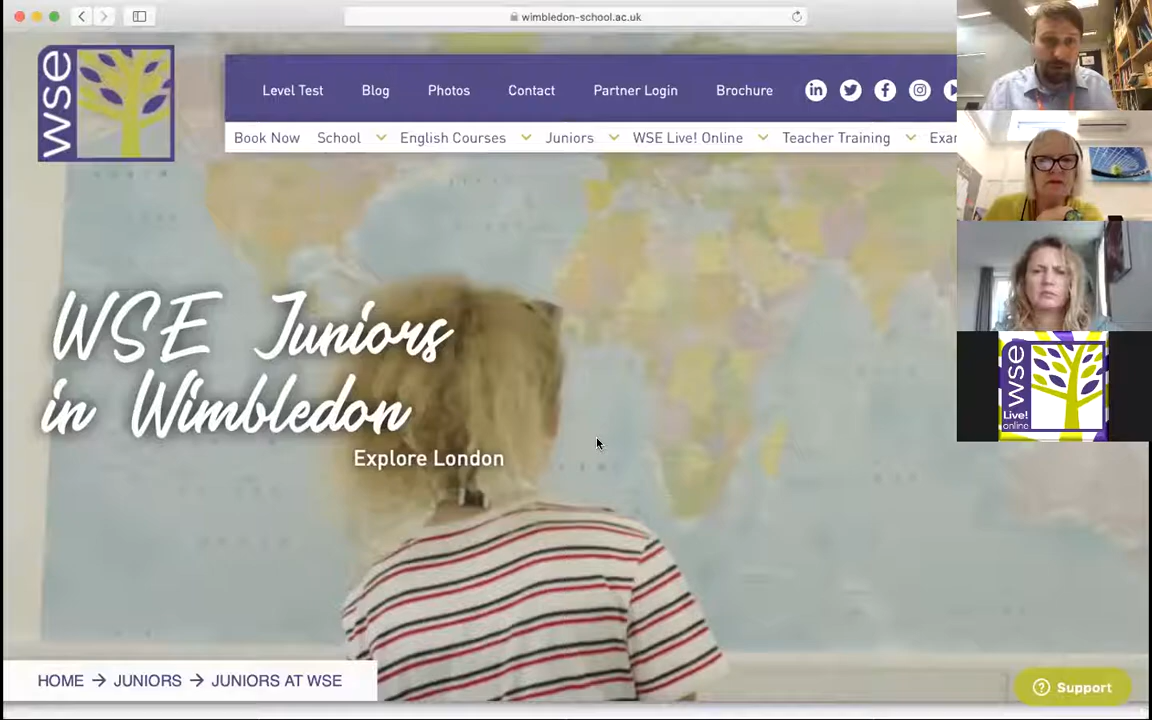 wimbledon-school.ac.uk
wse
Level Test Blog Photos Contact Partner Login Brochure
Book Now School English Courses Juniors WSE Live! Online Teacher Training
WSE Juniors
in Wimbledon
Explore London
wse
Live!
online
HOME → JUNIORS → JUNIORS AT WSE
Support